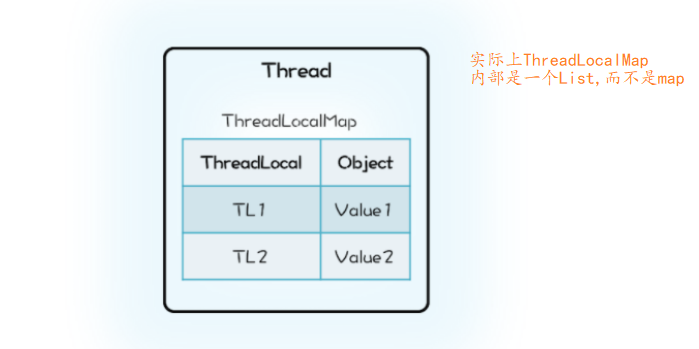 Thread
实际上ThreadLocalMap
内部是一个List,而不是map
ThreadLocalMap
ThreadLocal Object
TL1 Value1
TL2 Value2